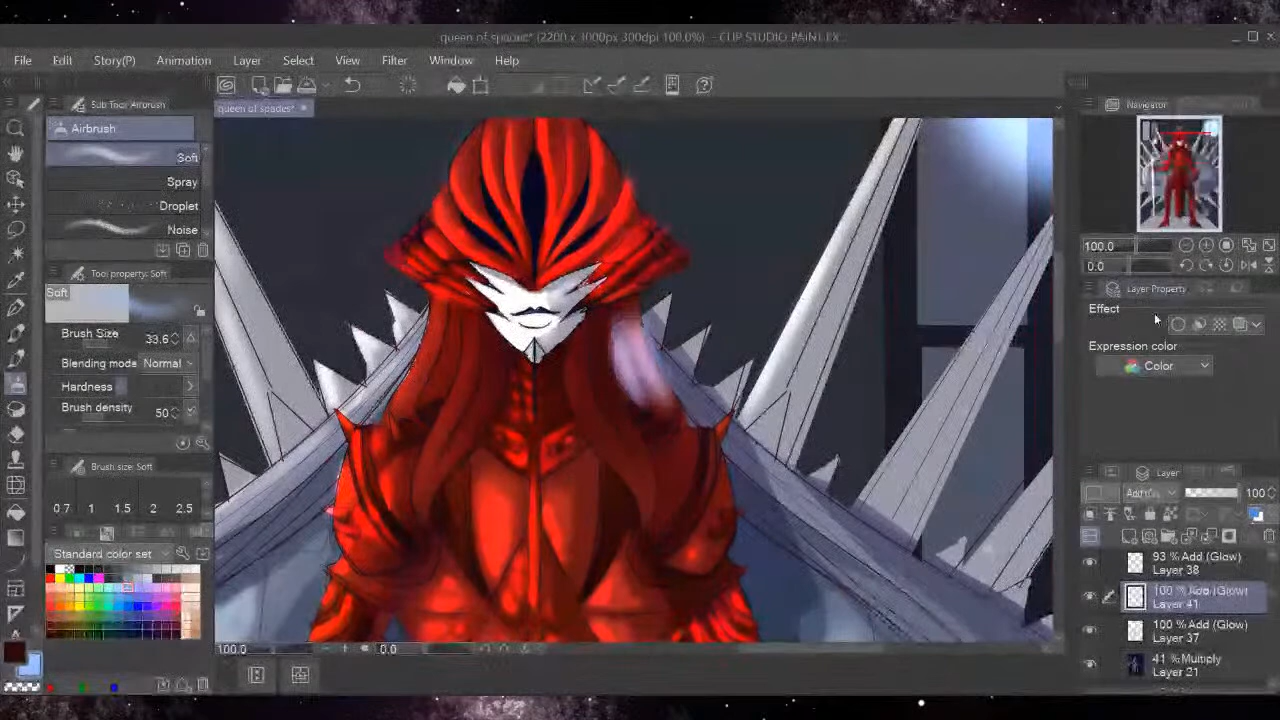 queen of spades* (2200 x 3000px 300dpi 100.0%) - CLIP STUDIO PAINT EX
File Edit Story(P) Animation Layer Select View Filter Window Help
Sub Tool: Airbrush
queen of spades*
Navigator
Airbrush
Soft
Spray
Droplet
Noise
100.0
0.0
Tool property: Soft
Layer Property
Soft
Effect
Brush Size 33.6
Expression color
Blending mode Normal
Color
Hardness
Brush density 50
Brush size: Soft
Layer
100
0.7 1 1.5 2 2.5
Standard color set
93 % Add (Glow)
Layer 38
100 % Add (Glow)
Layer 41
100 % Add (Glow)
Layer 37
41 % Multiply
Layer 21
100.0 0.0